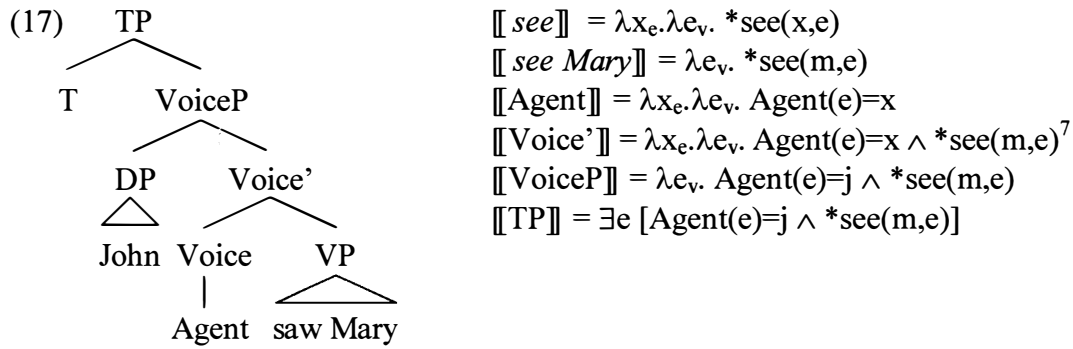 (17) TP
T VoiceP
DP Voice’
John Voice VP
Agent saw Mary
⟦ see⟧ = λxₑ.λeᵥ. *see(x,e)
⟦ see Mary⟧ = λeᵥ. *see(m,e)
⟦Agent⟧ = λxₑ.λeᵥ. Agent(e)=x
⟦Voice’⟧ = λxₑ.λeᵥ. Agent(e)=x ∧ *see(m,e)⁷
⟦VoiceP⟧ = λeᵥ. Agent(e)=j ∧ *see(m,e)
⟦TP⟧ = ∃e [Agent(e)=j ∧ *see(m,e)]